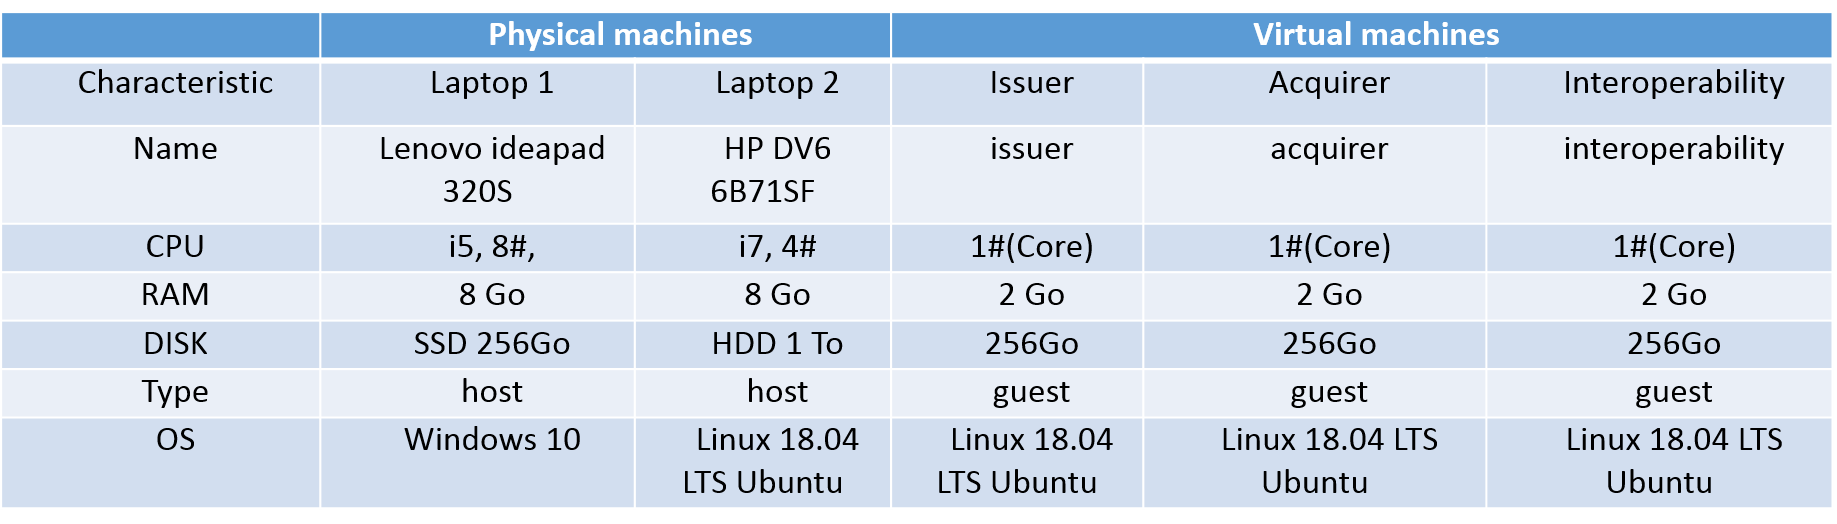 Physical machines Virtual machines
Characteristic Laptop 1 Laptop 2 Issuer Acquirer Interoperability
Name Lenovo ideapad HP DV6 issuer acquirer interoperability
320S 6B71SF
CPU i5, 8#, i7, 4# 1#(Core) 1#(Core) 1#(Core)
RAM 8 Go 8 Go 2 Go 2 Go 2 Go
DISK SSD 256Go HDD 1 To 256Go 256Go 256Go
Type host host guest guest guest
OS Windows 10 Linux 18.04 Linux 18.04 Linux 18.04 LTS Linux 18.04 LTS
LTS Ubuntu LTS Ubuntu Ubuntu Ubuntu